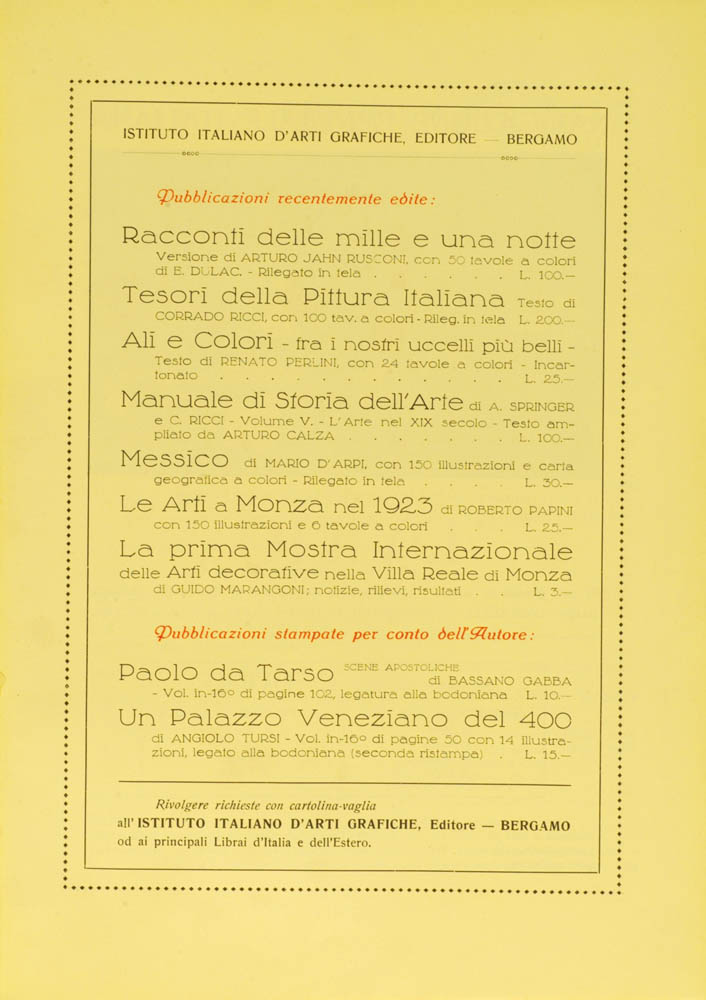 ISTITUTO ITALIANO D'ARTI GRAFICHE, EDITORE — BERGAMO
Pubblicazioni recentemente edite:
Racconti delle mille e una notte
Versione di ARTURO JAHN RUSCONI, con 50 tavole a colori
di E. DULAC. - Rilegato in tela . . . . . . L. 100.—
Tesori della Pittura Italiana Testo di
CORRADO RICCI, con 100 tav. a colori - Rileg. in tela L. 200.—
Ali e Colori - fra i nostri uccelli più belli -
Testo di RENATO PERLINI, con 24 tavole a colori - Incar-
tonato . . . . . . . . . . . . L. 25.—
Manuale di Storia dell'Arte di A. SPRINGER
e C. RICCI - Volume V. - L'Arte nel XIX secolo - Testo am-
pliato da ARTURO CALZA . . . . . . . L. 100.—
Messico di MARIO D'ARPI, con 150 illustrazioni e carta
geografica a colori - Rilegato in tela . . . . L. 30.—
Le Arti a Monza nel 1923 di ROBERTO PAPINI
con 150 illustrazioni e 6 tavole a colori . . . L. 25.—
La prima Mostra Internazionale
delle Arti decorative nella Villa Reale di Monza
di GUIDO MARANGONI; notizie, rilievi, risultati . . L. 3.—
Pubblicazioni stampate per conto dell'Autore:
Paolo da Tarso SCENE APOSTOLICHE
di BASSANO GABBA
- Vol. in-16º di pagine 102, legatura alla bodoniana L. 10.—
Un Palazzo Veneziano del 400
di ANGIOLO TURSI - Vol. in-16º di pagine 50 con 14 illustra-
zioni, legato alla bodoniana (seconda ristampa) . L. 15.—
Rivolgere richieste con cartolina-vaglia
all'ISTITUTO ITALIANO D'ARTI GRAFICHE, Editore — BERGAMO
od ai principali Librai d'Italia e dell'Estero.